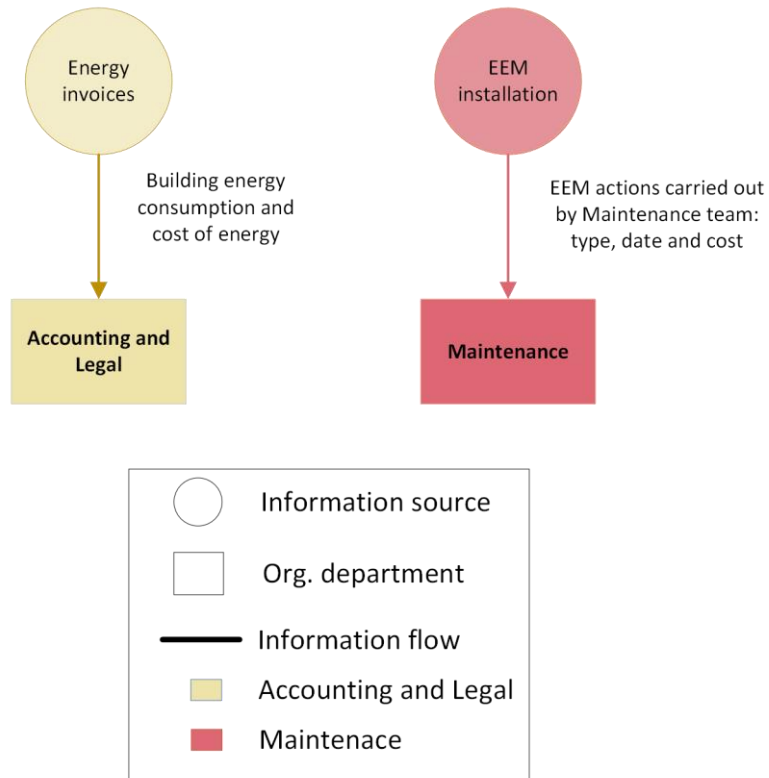 Energy
invoices
EEM
installation
Building energy
consumption and
cost of energy
EEM actions carried out
by Maintenance team:
type, date and cost
Accounting and
Legal
Maintenance
Information source
Org. department
Information flow
Accounting and Legal
Maintenace